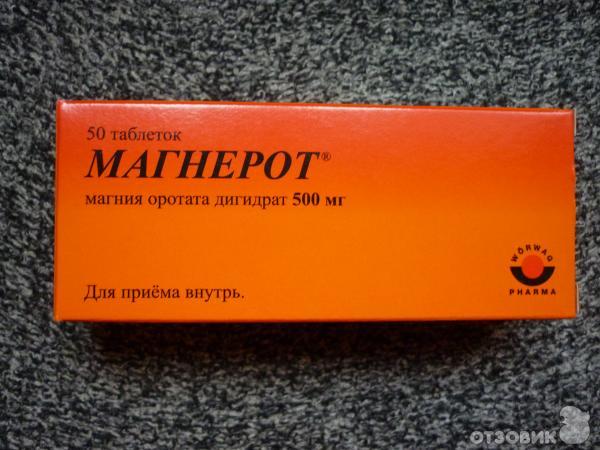 50 таблеток
МАГНЕРОТ®
магния оротата дигидрат 500 мг
WÖRWAG
PHARMA
Для приёма внутрь.
ОТЗОВИК